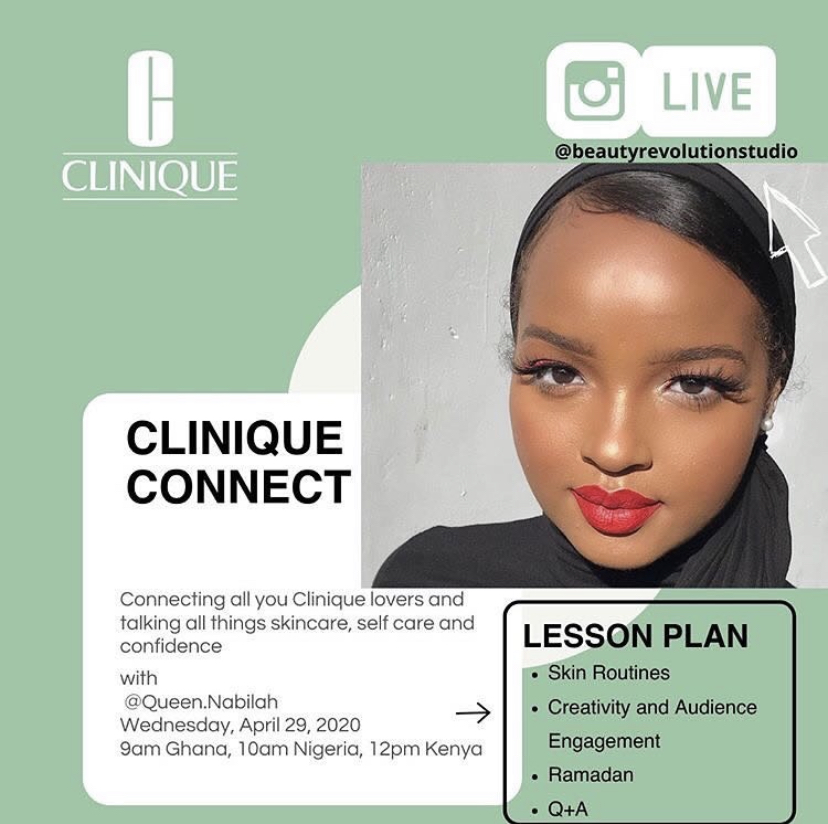 CLINIQUE
LIVE
@beautyrevolutionstudio
CLINIQUE
CONNECT
Connecting all you Clinique lovers and
talking all things skincare, self care and
confidence
with
@Queen.Nabilah
Wednesday, April 29, 2020
9am Ghana, 10am Nigeria, 12pm Kenya
LESSON PLAN
• Skin Routines
• Creativity and Audience
Engagement
• Ramadan
• Q+A